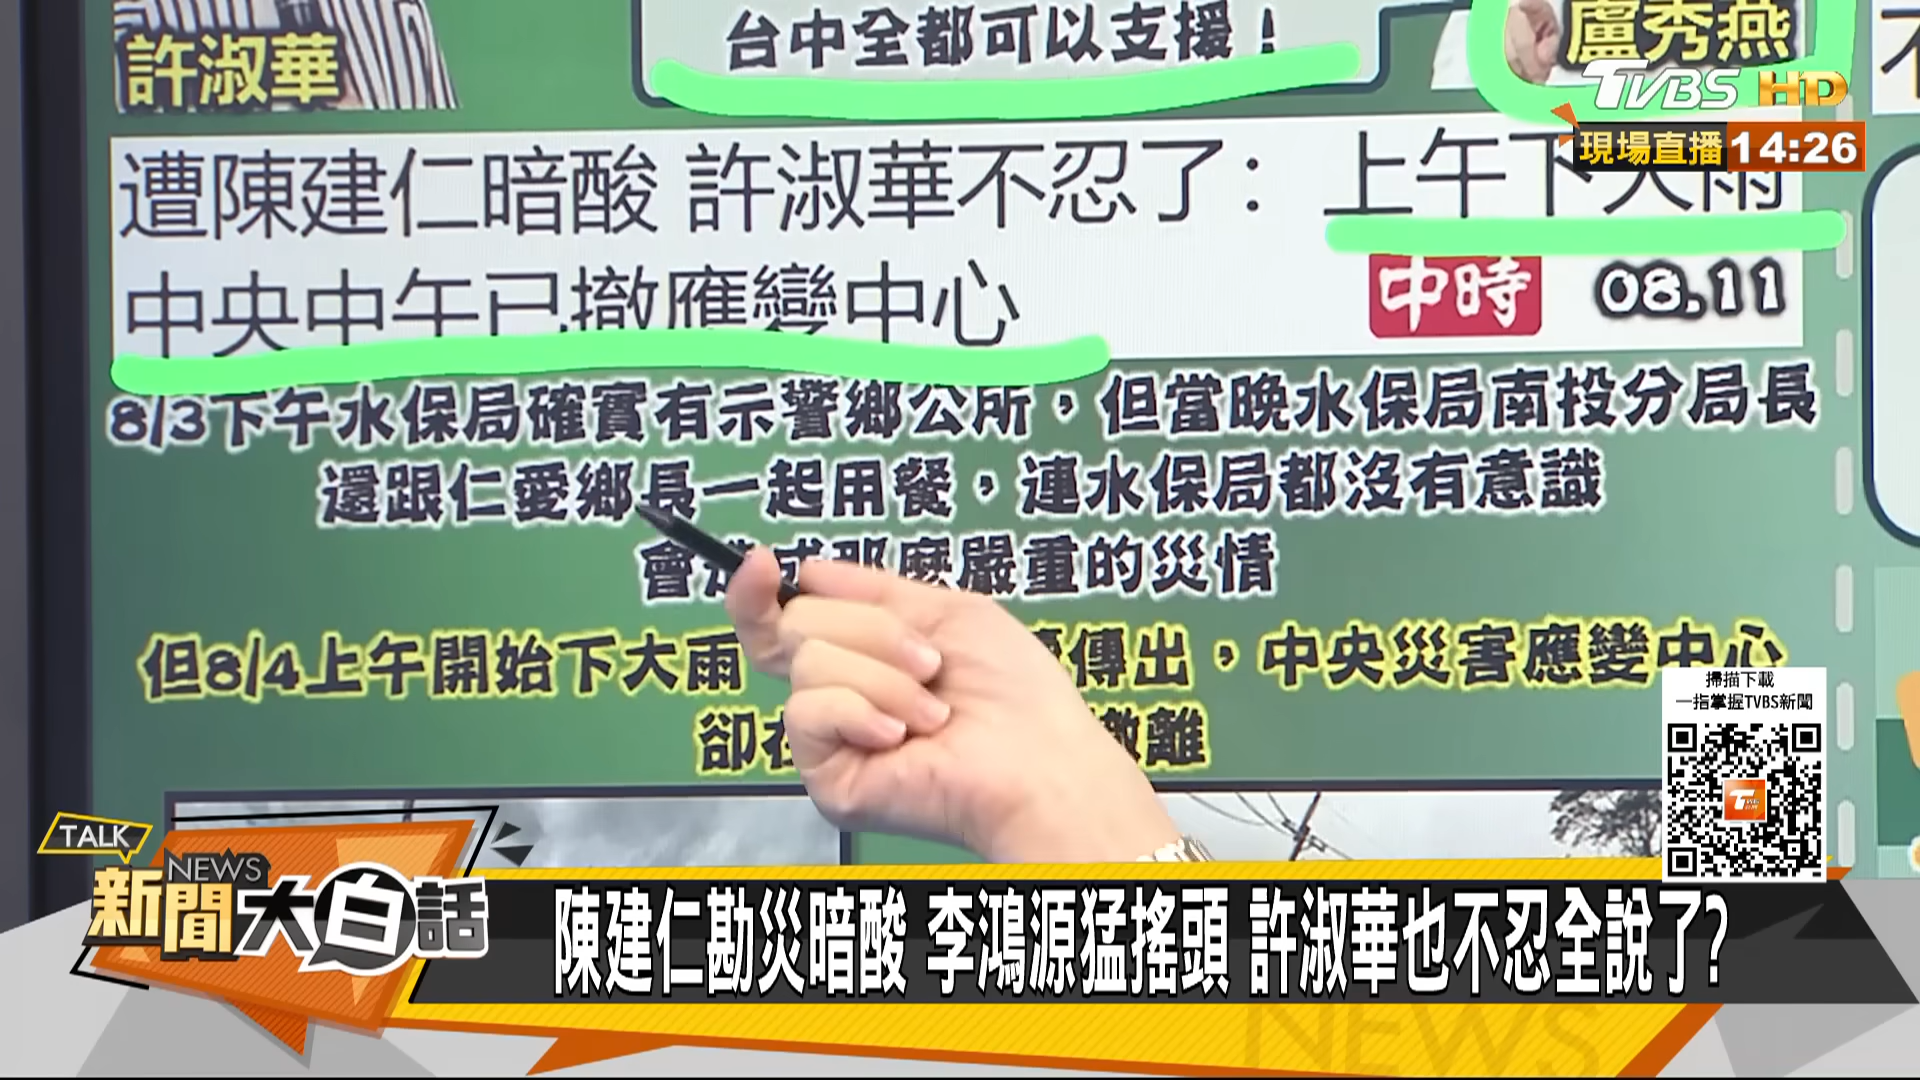 許淑華
台中全都可以支援！
盧秀燕
TVBS HD
現場直播 14:26
遭陳建仁暗酸 許淑華不忍了：上午下大雨
中央中午已撤應變中心
中時 08.11
8/3下午水保局確實有示警鄉公所，但當晚水保局南投分局長
還跟仁愛鄉長一起用餐，連水保局都沒有意識
會造成那麼嚴重的災情
但8/4上午開始下大雨 傳出，中央災害應變中心
卻在 撤離
掃描下載
一指掌握TVBS新聞
TALK
NEWS
新聞大白話
陳建仁勘災暗酸 李鴻源猛搖頭 許淑華也不忍全說了?
NEWS